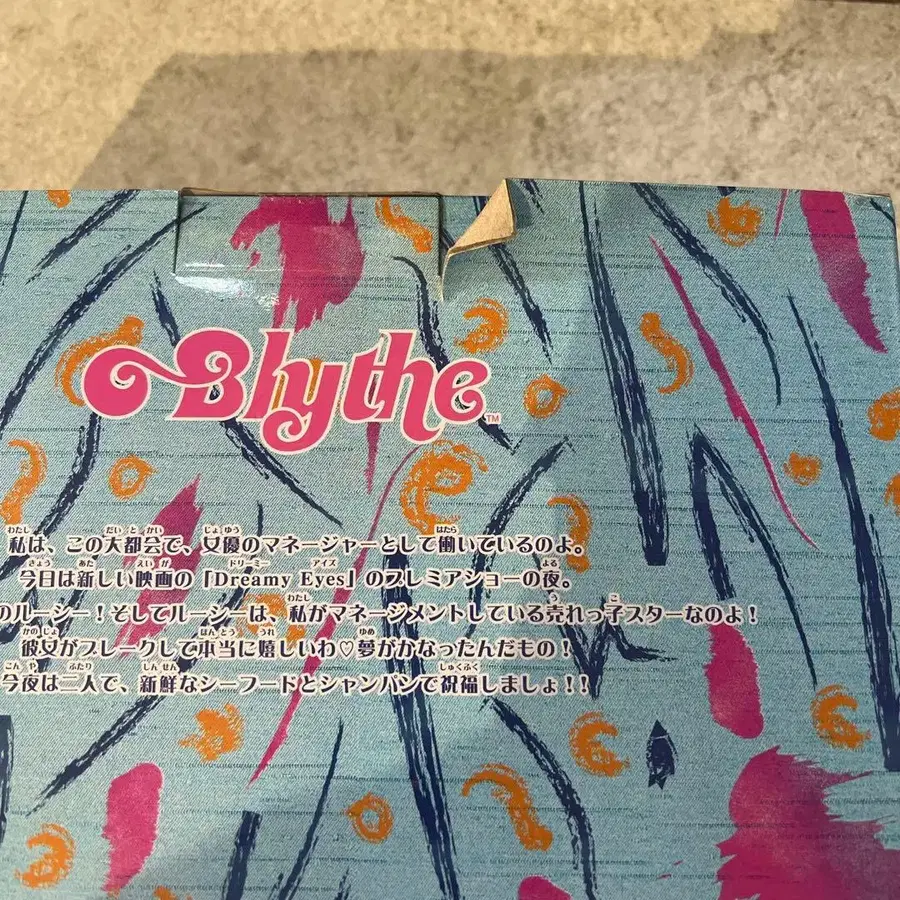 Blythe™
私は、この大都会で、女優のマネージャーとして働いているのよ。
今日は新しい映画の「Dreamy Eyes」のプレミアショーの夜。
のルーシー！そしてルーシーは、私がマネージメントしている売れっ子スターなのよ！
彼女がブレークして本当に嬉しいわ♡夢がかなったんだもの！
今夜は二人で、新鮮なシーフードとシャンパンで祝福しましょ！！